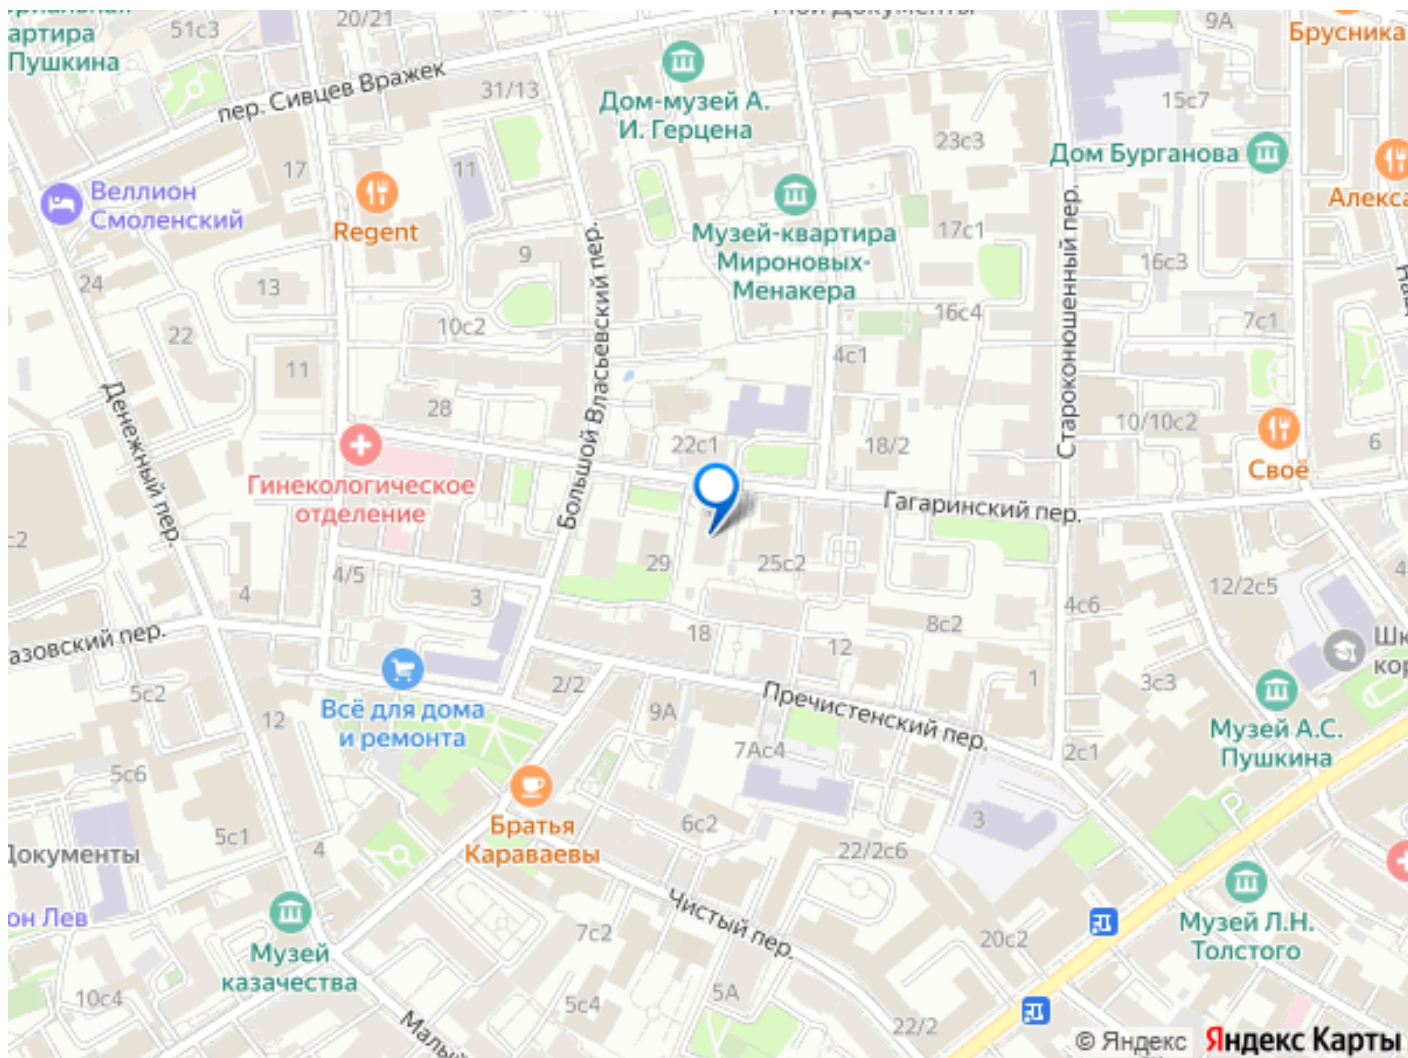 артира
Пушкина
51с3
20/21
Мои Документы
9А
Брусника
пер. Сивцев Вражек
31/13
Дом-музей А.
И. Герцена
15с7
23с3
Дом Бурганова
17
11
Веллион
Смоленский
Regent
Музей-квартира
Мироновых-
Менакера
17с1
Алекса
16с3
9
24
13
10с2
16с4
7с1
22
11
4с1
Денежный пер.
Большой Власьевский пер.
Староконюшенный пер.
28
22с1
18/2
10/10с2
6
Своё
Гинекологическое
отделение
Гагаринский пер.
29
25с2
4/5
4
3
12/2с5
4
4с6
8с2
18
12
азовский пер.
5с2
2/2
1
3с3
Пречистенский пер.
12
Всё для дома
и ремонта
9А
7Ас4
2с1
Музей А.С.
Пушкина
5с6
Братья
Караваевы
6с2
3
5с1
4
22/2с6
Документы
он Лев
Чистый пер.
Музей
казачества
7с2
20с2
Музей Л.Н.
Толстого
10с4
5с4
5А
22/2
Малый
© Яндекс Яндекс Карты